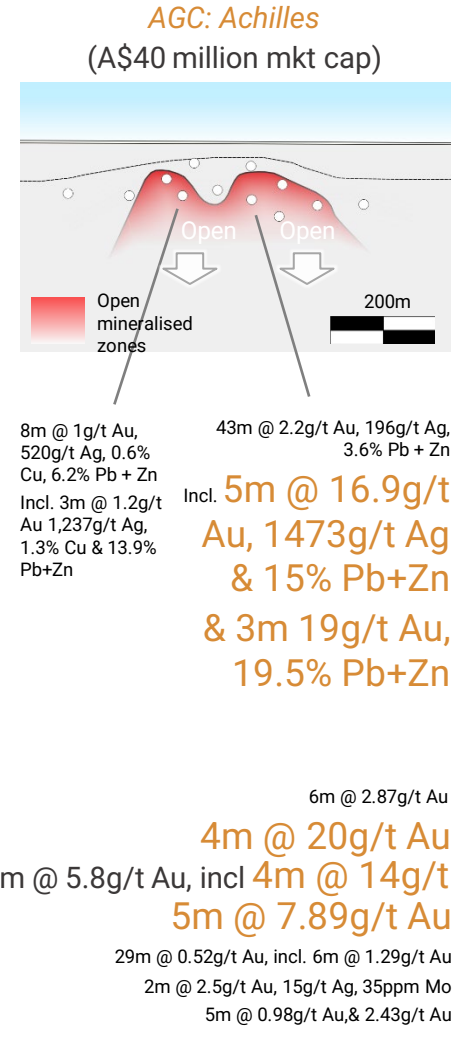 AGC: Achilles
(A$40 million mkt cap)
Open
Open
Open
mineralised
zones
200m
8m @ 1g/t Au,
520g/t Ag, 0.6%
Cu, 6.2% Pb + Zn
Incl. 3m @ 1.2g/t
Au 1,237g/t Ag,
1.3% Cu & 13.9%
Pb+Zn
43m @ 2.2g/t Au, 196g/t Ag,
3.6% Pb + Zn
Incl. 5m @ 16.9g/t
Au, 1473g/t Ag
& 15% Pb+Zn
& 3m 19g/t Au,
19.5% Pb+Zn
6m @ 2.87g/t Au
4m @ 20g/t Au
m @ 5.8g/t Au, incl 4m @ 14g/t
5m @ 7.89g/t Au
29m @ 0.52g/t Au, incl. 6m @ 1.29g/t Au
2m @ 2.5g/t Au, 15g/t Ag, 35ppm Mo
5m @ 0.98g/t Au,& 2.43g/t Au